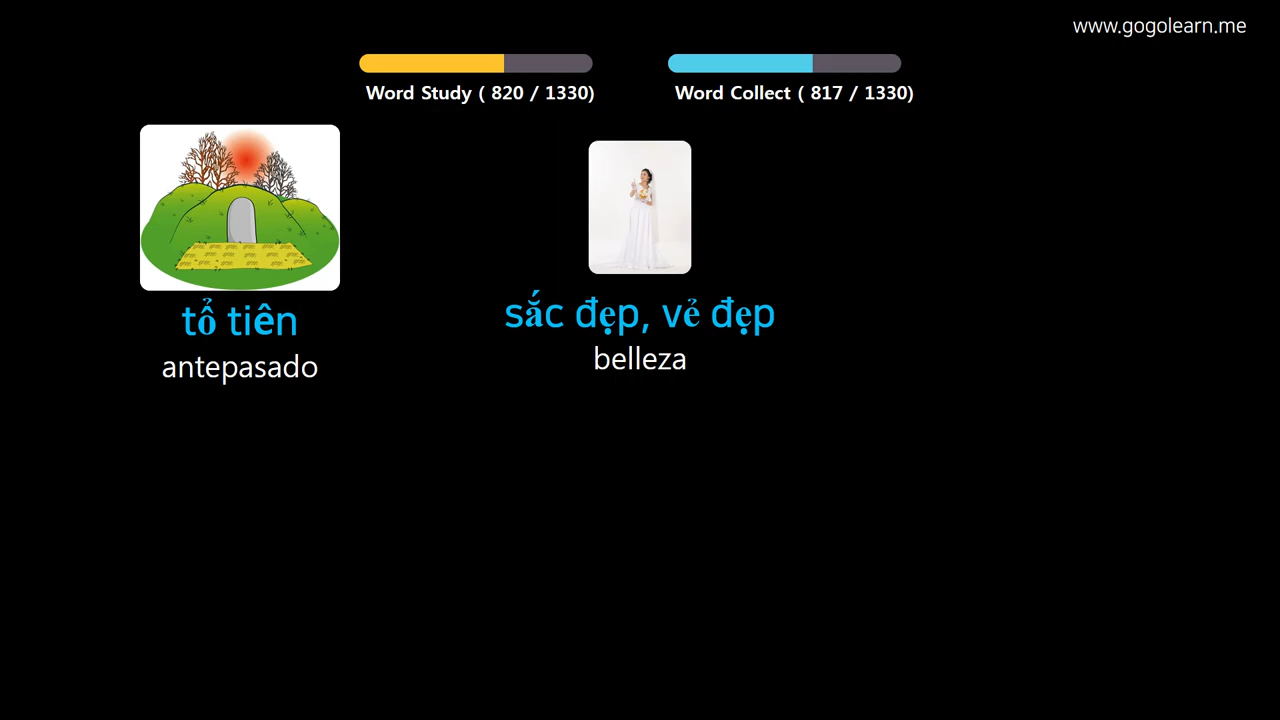 www.gogolearn.me
Word Study ( 820 / 1330)
Word Collect ( 817 / 1330)
tổ tiên
antepasado
sắc đẹp, vẻ đẹp
belleza